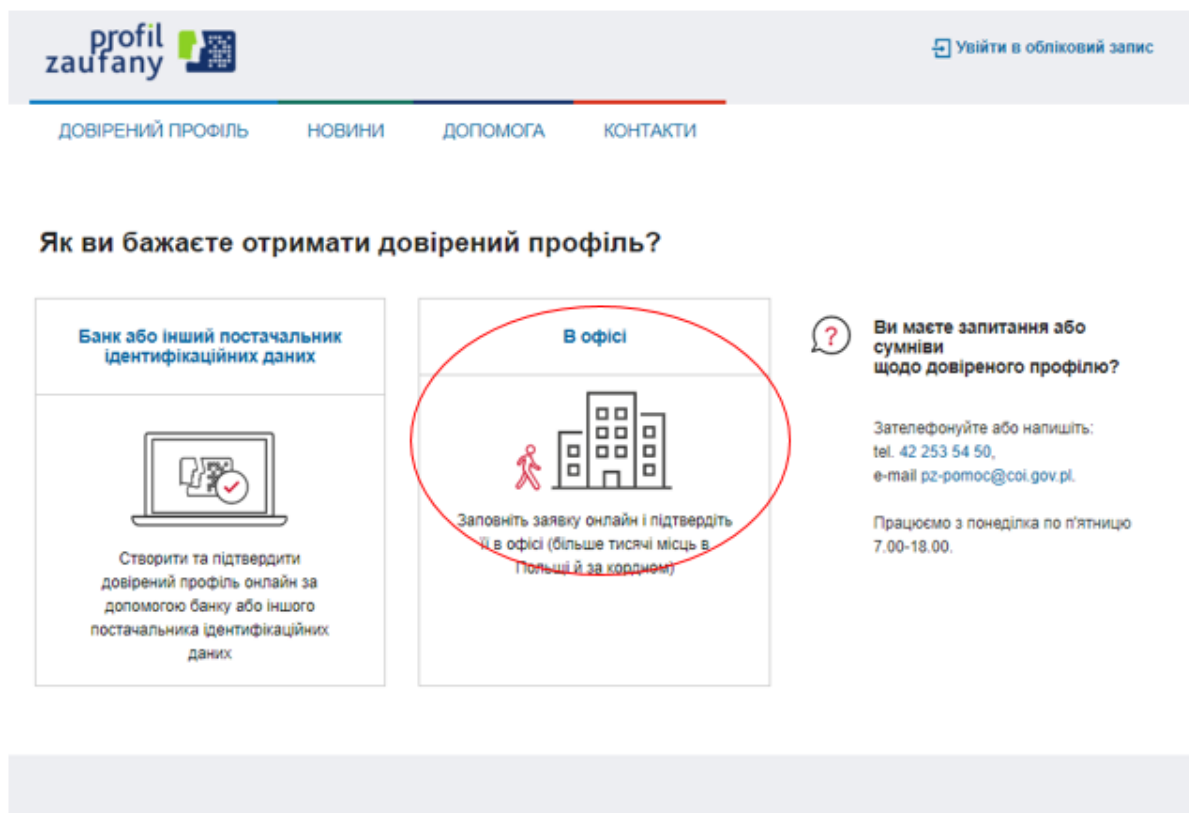 profil
zaufany
Увійти в обліковий запис
ДОВІРЕНИЙ ПРОФІЛЬ
НОВИНИ
ДОПОМОГА
КОНТАКТИ
Як ви бажаєте отримати довірений профіль?
Банк або інший постачальник
ідентифікаційних даних
Створити та підтвердити
довірений профіль онлайн за
допомогою банку або іншого
постачальника ідентифікаційних
даних
В офісі
Заповніть заявку онлайн і підтвердіть
її в офісі (більше тисячі місць в
Польщі й за кордном)
?
Ви маєте запитання або
сумніви
щодо довіреного профілю?
Зателефонуйте або напишіть:
tel. 42 253 54 50,
e-mail pz-pomoc@coi.gov.pl.
Працюємо з понеділка по п'ятницю
7.00-18.00.